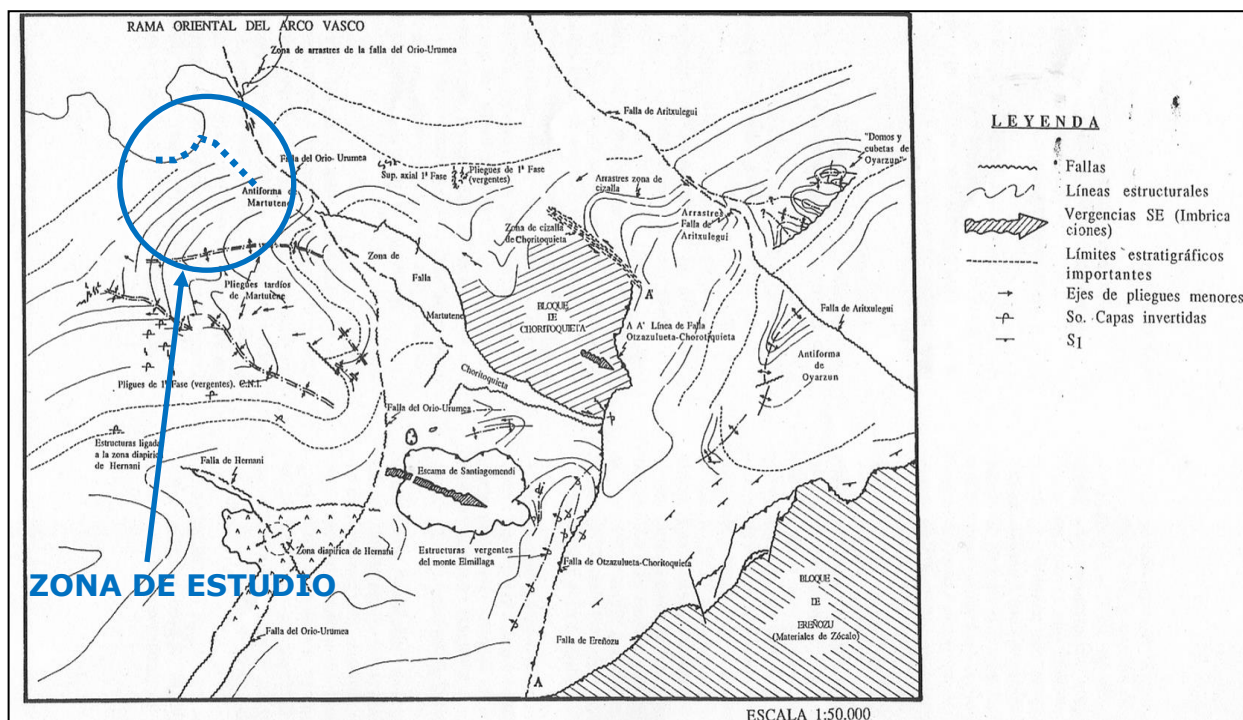 RAMA ORIENTAL DEL ARCO VASCO
Zona de arrastres de la falla del Orio-Urumea
Falla de Aritxulegui
"Domos y
cubetas de
Oyarzun"
Falla del Orio- Urumea
Sup. axial 1ª Fase
Pliegues de 1ª Fase
(vergentes)
Arrastres zona de
cizalla
Antiforma de
Martutene
Arrastres
Falla de
Aritxulegui
Zona de cizalla
de Choritoquieta
Zona de
Falla
Martutene
Choritoquieta
Pliegues tardíos
de Martutene
BLOQUE
DE
CHORITOQUIETA
A'
A A' Línea de Falla
Otzazulueta-Chorotiquieta
Falla de Aritxulegui
Antiforma
de
Oyarzun
Pligues de 1ª Fase (vergentes). C.N.I.
Falla del Orio-Urumea
Estructuras ligada
a la zona diapirica
de Hernani
Falla de Hernani
Escama de Santiagomendi
Zona diapirica de Hernani
Estructuras vergentes
del monte Elmillaga
Falla de Otzazulueta-Choritoquieta
ZONA DE ESTUDIO
BLOQUE
DE
EREÑOZU
(Materiales de Zócalo)
Falla del Orio-Urumea
Falla de Ereñozu
A
ESCALA 1:50.000
LEYENDA
Fallas
Líneas estructurales
Vergencias SE (Imbrica
ciones)
Límites estratigráficos
importantes
Ejes de pliegues menores
So. Capas invertidas
S1